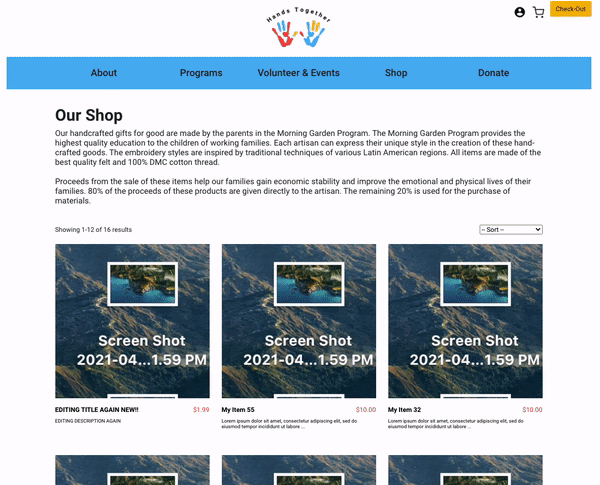 Hands Together
Check-Out
About Programs Volunteer & Events Shop Donate
Our Shop
Our handcrafted gifts for good are made by the parents in the Morning Garden Program. The Morning Garden Program provides the
highest quality education to the children of working families. Each artisan can express their unique style in the creation of these hand-
crafted goods. The embroidery styles are inspired by traditional techniques of various Latin American regions. All items are made of the
best quality felt and 100% DMC cotton thread.
Proceeds from the sale of these items help our families gain economic stability and improve the emotional and physical lives of their
families. 80% of the proceeds of these products are given directly to the artisan. The remaining 20% is used for the purchase of
materials.
Showing 1-12 of 16 results
-- Sort --
Screen Shot
2021-04...1.59 PM
Screen Shot
2021-04...1.59 PM
Screen Shot
2021-04...1.59 PM
EDITING TITLE AGAIN NEW!! $1.99
EDITING DESCRIPTION AGAIN
My Item 55 $10.00
Lorem ipsum dolor sit amet, consectetur adipiscing elit, sed do
eiusmod tempor incididunt ut labore ...
My Item 32 $10.00
Lorem ipsum dolor sit amet, consectetur adipiscing elit, sed do
eiusmod tempor incididunt ut labore ...